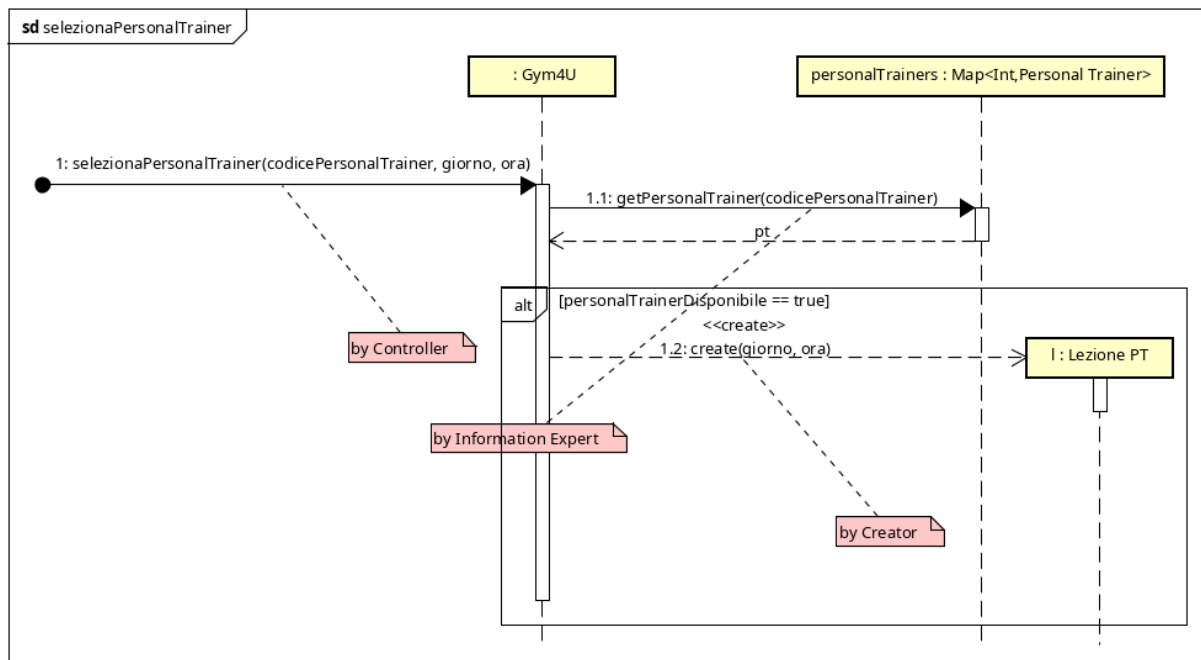 sd selezionaPersonalTrainer
: Gym4U
personalTrainers : Map<Int,Personal Trainer>
1: selezionaPersonalTrainer(codicePersonalTrainer, giorno, ora)
1.1: getPersonalTrainer(codicePersonalTrainer)
pt
alt
[personalTrainerDisponibile == true]
<<create>>
1.2: create(giorno, ora)
l : Lezione PT
by Controller
by Information Expert
by Creator